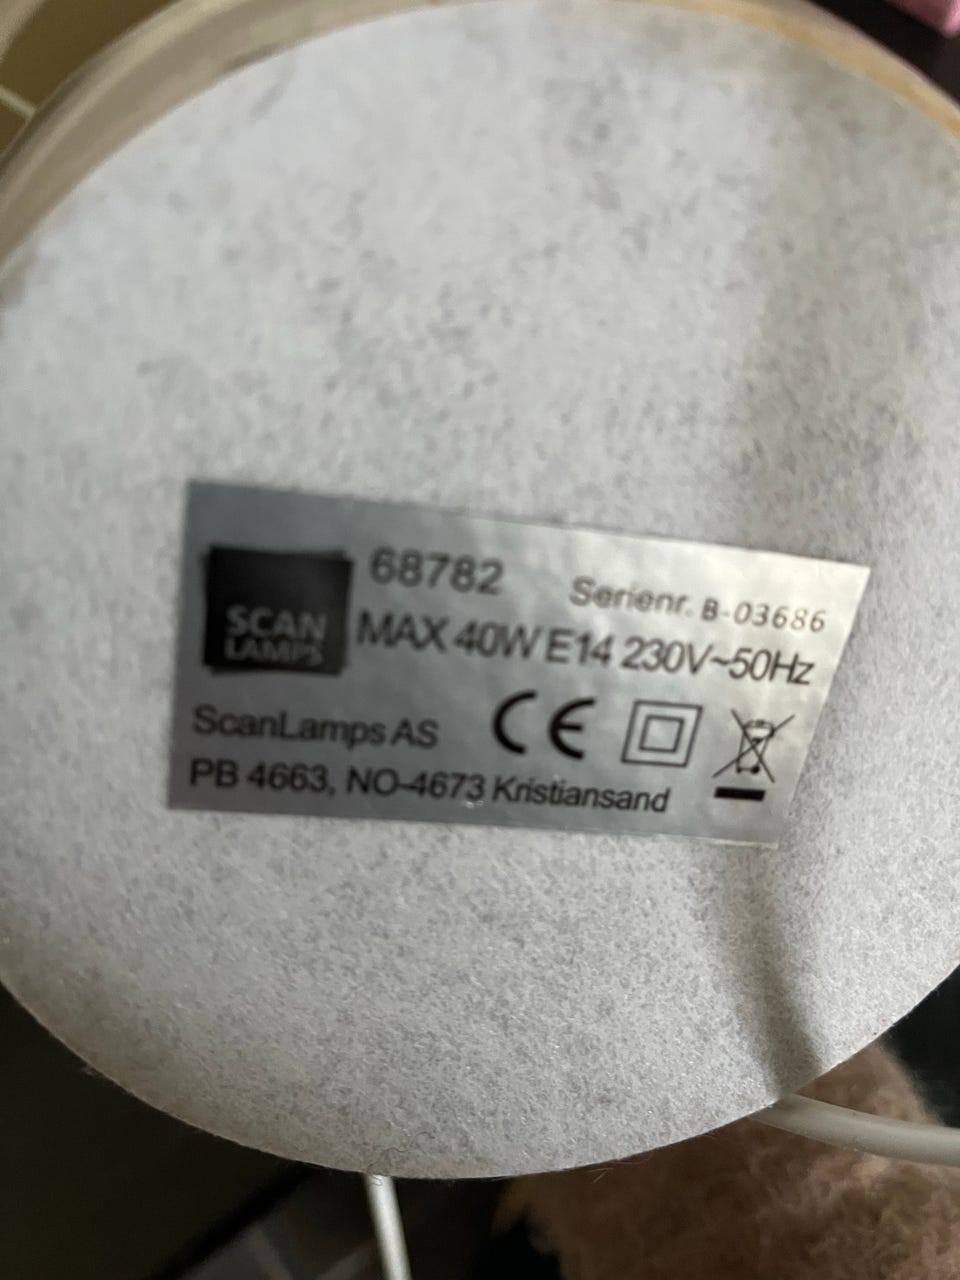 68782
Serienr. B-03686
SCAN
LAMPS
MAX 40W E14 230V~50Hz
ScanLamps AS
CE
PB 4663, NO-4673 Kristiansand